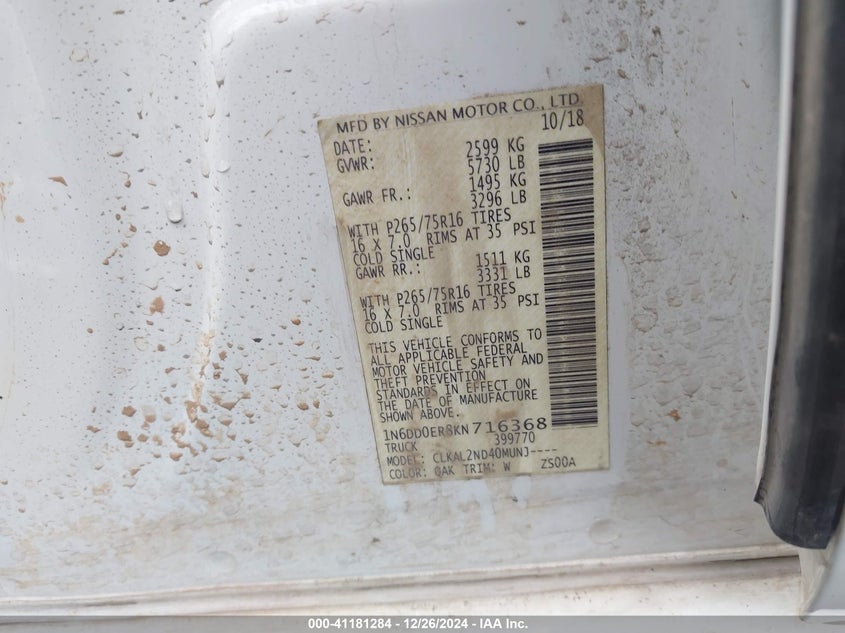 MFD BY NISSAN MOTOR CO., LTD.
DATE: 10/18
GVWR: 2599 KG
5730 LB
GAWR FR.: 1495 KG
3296 LB
WITH P265/75R16 TIRES
16 X 7.0 RIMS AT 35 PSI
COLD SINGLE
GAWR RR.: 1511 KG
3331 LB
WITH P265/75R16 TIRES
16 X 7.0 RIMS AT 35 PSI
COLD SINGLE
THIS VEHICLE CONFORMS TO
ALL APPLICABLE FEDERAL
MOTOR VEHICLE SAFETY AND
THEFT PREVENTION
STANDARDS IN EFFECT ON
THE DATE OF MANUFACTURE
SHOWN ABOVE.
1N6DD0ER8KN716368
TRUCK 399770
MODEL: CLKAL2ND40MUNJ----
COLOR: QAK TRIM: W ZS00A
000-41181284 - 12/26/2024 - IAA Inc.